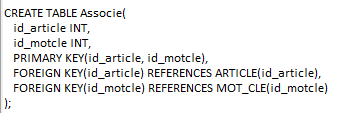 CREATE TABLE Associe(
id_article INT,
id_motcle INT,
PRIMARY KEY(id_article, id_motcle),
FOREIGN KEY(id_article) REFERENCES ARTICLE(id_article),
FOREIGN KEY(id_motcle) REFERENCES MOT_CLE(id_motcle)
);